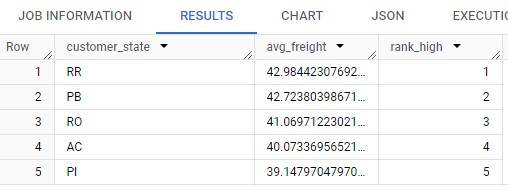 JOB INFORMATION RESULTS CHART JSON EXECUTIO
Row customer_state avg_freight rank_high
1 RR 42.98442307692... 1
2 PB 42.72380398671... 2
3 RO 41.06971223021... 3
4 AC 40.07336956521... 4
5 PI 39.14797047970... 5